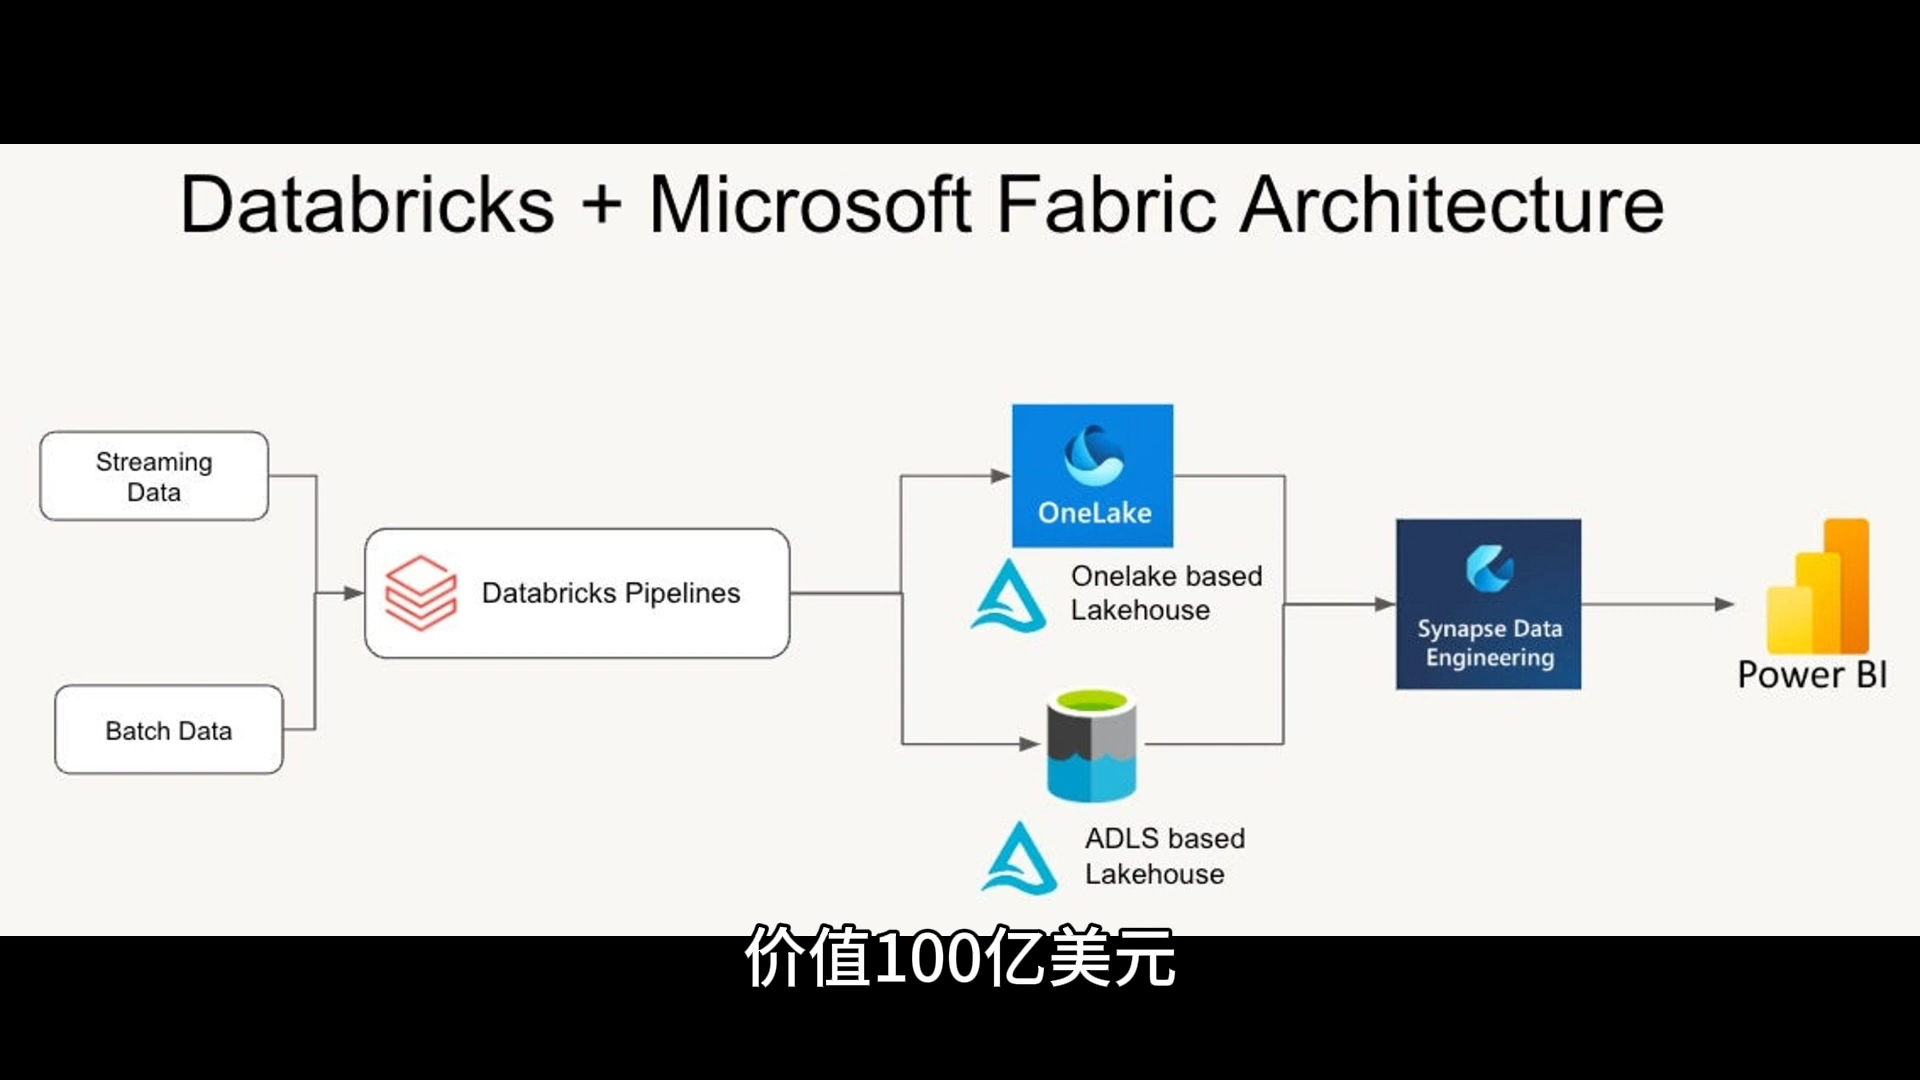 Databricks + Microsoft Fabric Architecture
Streaming
Data
Batch Data
Databricks Pipelines
OneLake
Onelake based
Lakehouse
ADLS based
Lakehouse
Synapse Data
Engineering
Power BI
价值100亿美元